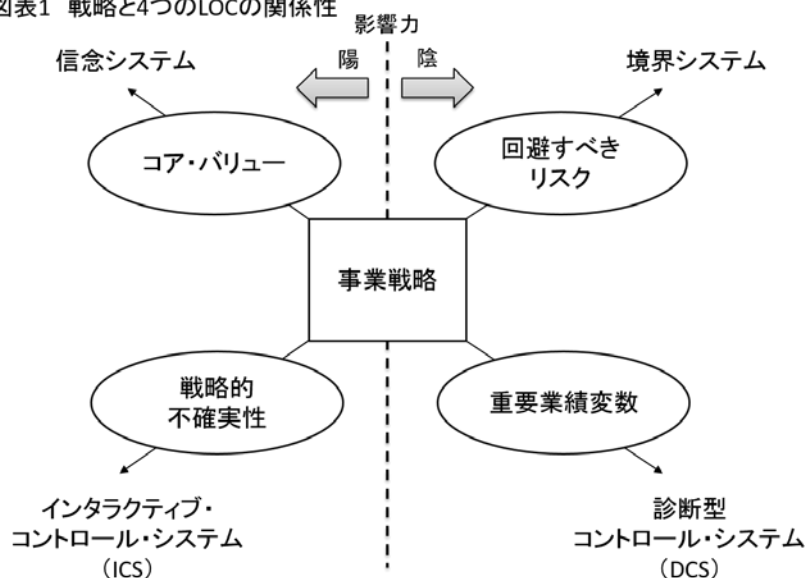 図表1 戦略と4つのLOCの関係性
影響力
陽
陰
信念システム
境界システム
コア・バリュー
回避すべき
リスク
事業戦略
戦略的
不確実性
重要業績変数
インタラクティブ・
コントロール・システム
(ICS)
診断型
コントロール・システム
(DCS)